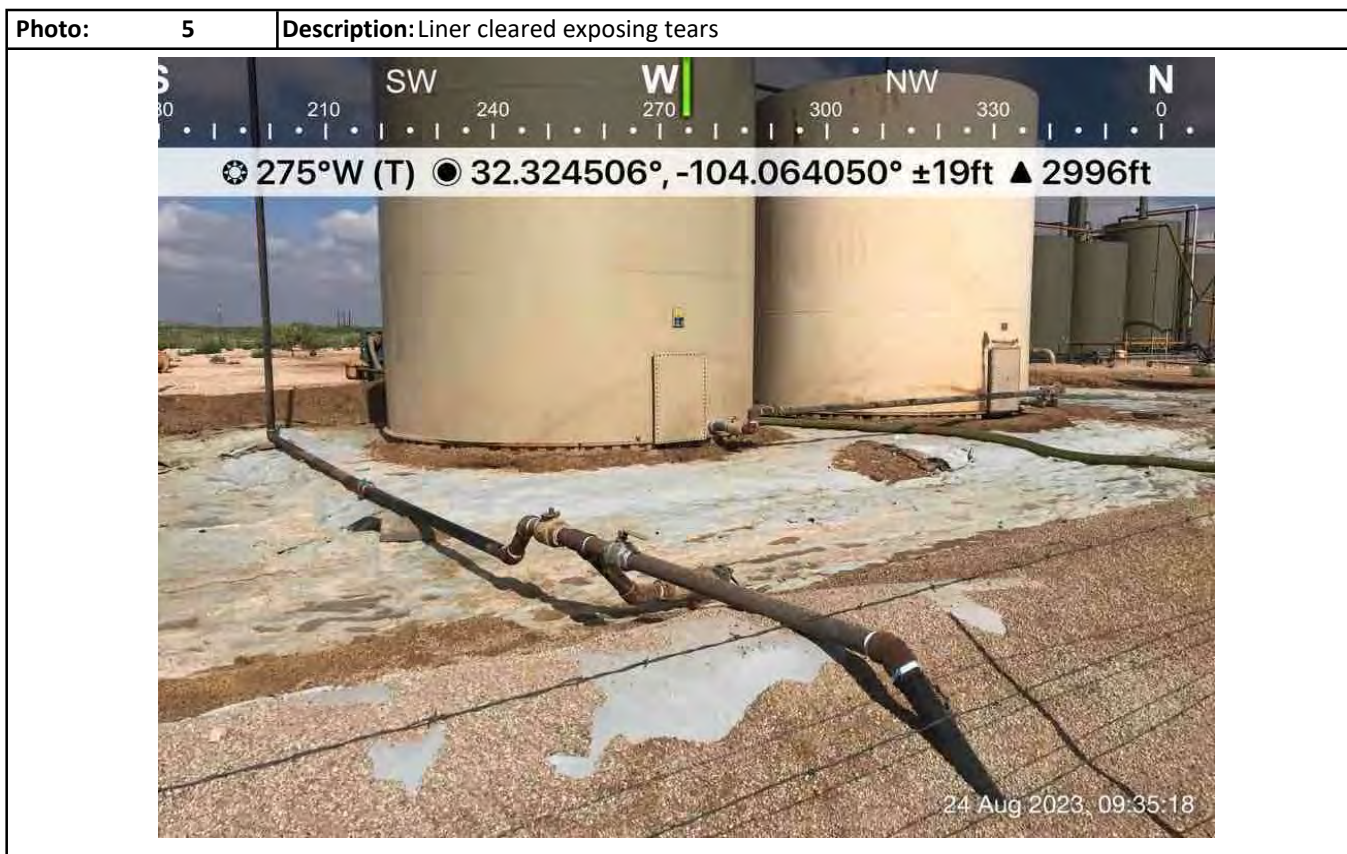 Photo: 5 Description: Liner cleared exposing tears
S SW W NW N
210 240 270 300 330 0
275°W (T) 32.324506°, -104.064050° ±19ft ▲ 2996ft
24 Aug 2023, 09:35:18